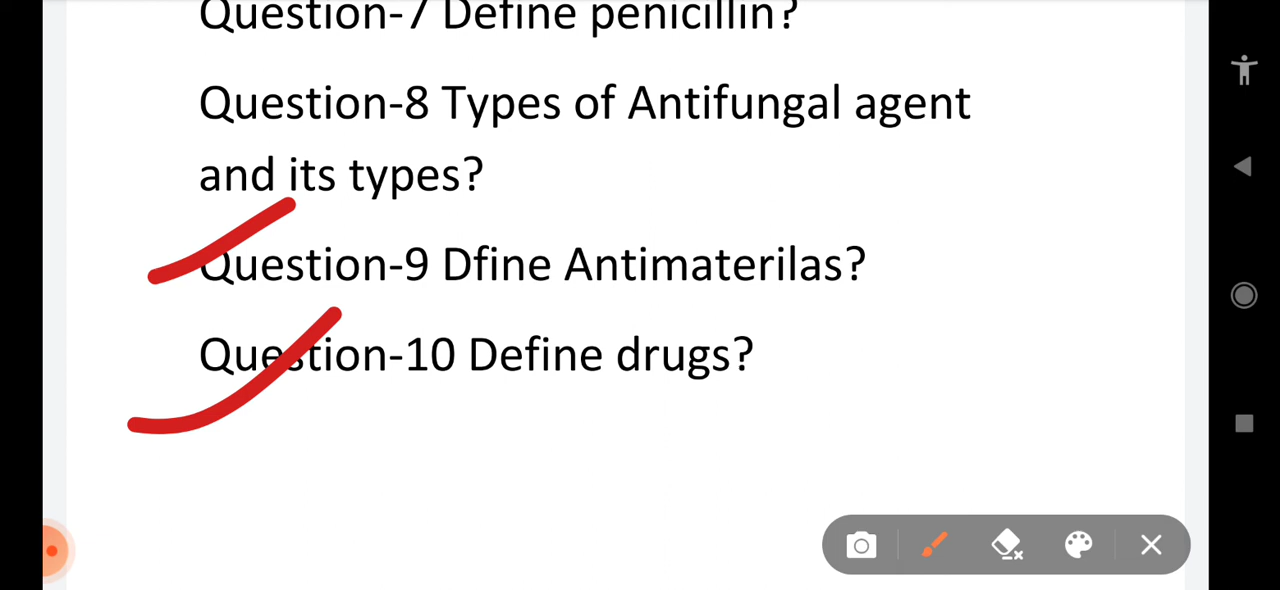 Question-7 Define penicillin?
Question-8 Types of Antifungal agent
and its types?
Question-9 Dfine Antimaterilas?
Question-10 Define drugs?